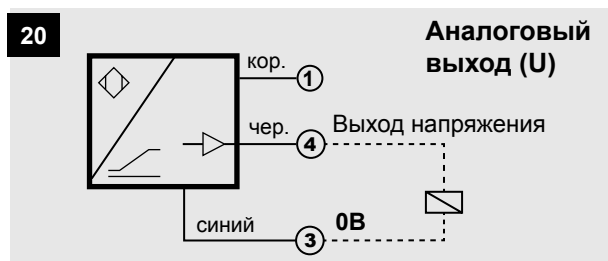 20
Аналоговый
выход (U)
кор.
1
чер.
4
Выход напряжения
синий
3
0В